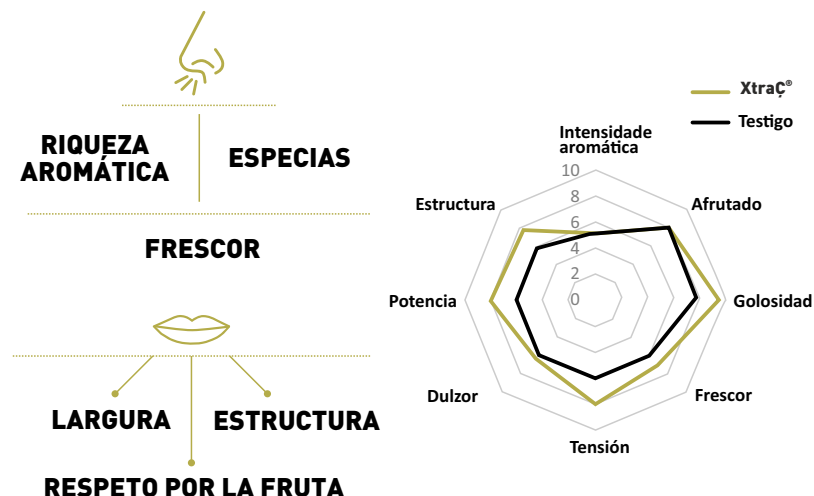 RIQUEZA
AROMÁTICA
ESPECIAS
FRESCOR
LARGURA
ESTRUCTURA
RESPETO POR LA FRUTA
XtraÇ®
Testigo
Intensidade
aromática
Afrutado
Golosidad
Frescor
Tensión
Dulzor
Potencia
Estructura
10
8
6
4
2
0